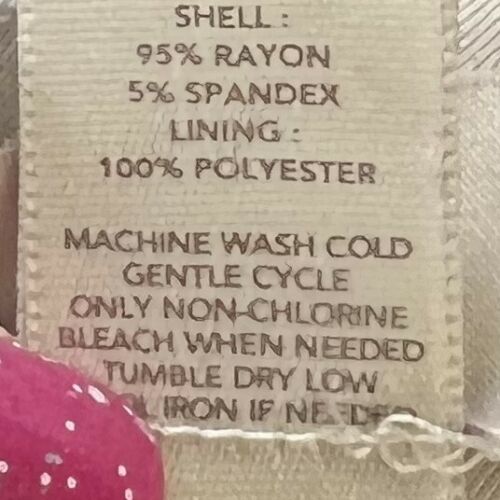 SHELL :
95% RAYON
5% SPANDEX
LINING :
100% POLYESTER
MACHINE WASH COLD
GENTLE CYCLE
ONLY NON-CHLORINE
BLEACH WHEN NEEDED
TUMBLE DRY LOW
IRON IF